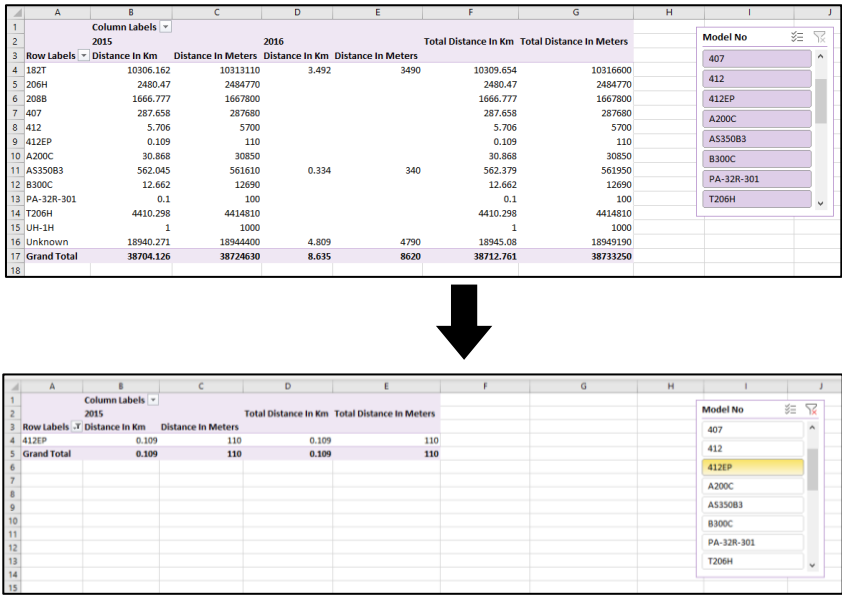 A B C D E F G H I J
1 Column Labels
2 2015 2016 Total Distance In Km Total Distance In Meters
3 Row Labels Distance In Km Distance In Meters Distance In Km Distance In Meters
4 182T 10306.162 10313110 3.492 3490 10309.654 10316600
5 206H 2480.47 2484770 2480.47 2484770
6 208B 1666.777 1667800 1666.777 1667800
7 407 287.658 287680 287.658 287680
8 412 5.706 5700 5.706 5700
9 412EP 0.109 110 0.109 110
10 A200C 30.868 30850 30.868 30850
11 AS350B3 562.045 561610 0.334 340 562.379 561950
12 B300C 12.662 12690 12.662 12690
13 PA-32R-301 0.1 100 0.1 100
14 T206H 4410.298 4414810 4410.298 4414810
15 UH-1H 1 1000 1 1000
16 Unknown 18940.271 18944400 4.809 4790 18945.08 18949190
17 Grand Total 38704.126 38724630 8.635 8620 38712.761 38733250
18
Model No
407
412
412EP
A200C
AS350B3
B300C
PA-32R-301
T206H
A B C D E F G H I J
1 Column Labels
2 2015 Total Distance In Km Total Distance In Meters
3 Row Labels Distance In Km Distance In Meters
4 412EP 0.109 110 0.109 110
5 Grand Total 0.109 110 0.109 110
6
7
8
9
10
11
12
13
14
15
Model No
407
412
412EP
A200C
AS350B3
B300C
PA-32R-301
T206H